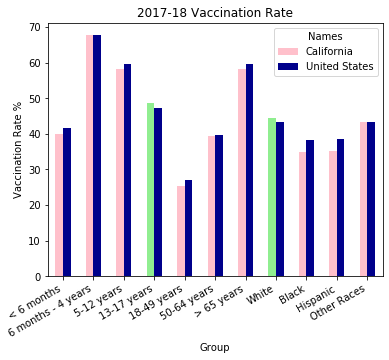 2017-18 Vaccination Rate
Names
California
United States
Vaccination Rate %
70
60
50
40
30
20
10
0
< 6 months
6 months - 4 years
5-12 years
13-17 years
18-49 years
50-64 years
> 65 years
White
Black
Hispanic
Other Races
Group